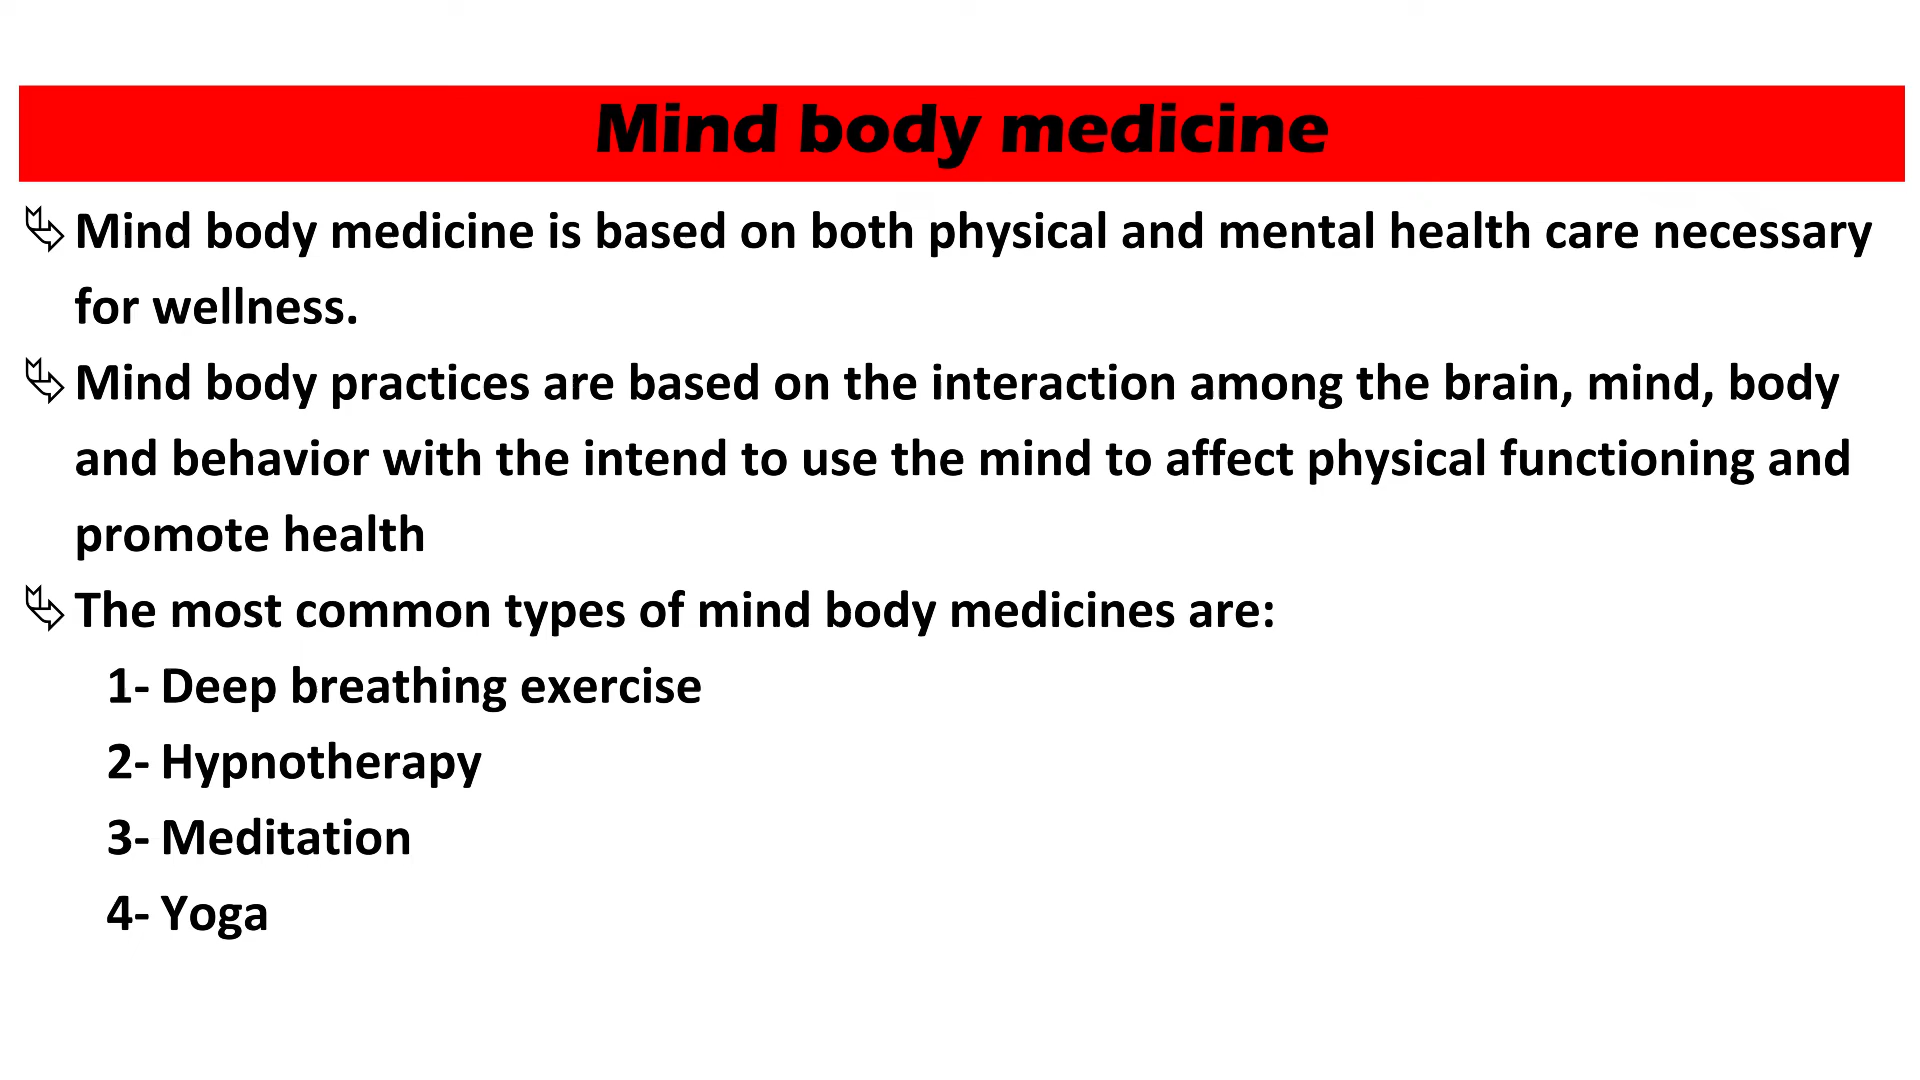 Mind body medicine
Mind body medicine is based on both physical and mental health care necessary
for wellness.
Mind body practices are based on the interaction among the brain, mind, body
and behavior with the intend to use the mind to affect physical functioning and
promote health
The most common types of mind body medicines are:
1- Deep breathing exercise
2- Hypnotherapy
3- Meditation
4- Yoga